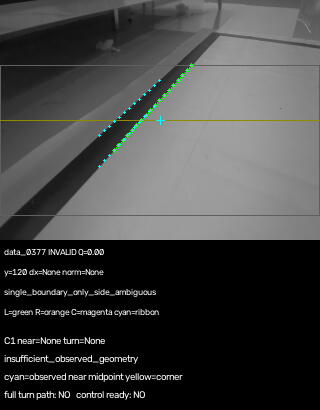 data_0377 INVALID Q=0.00
y=120 dx=None norm=None
single_boundary_only_side_ambiguous
L=green R=orange C=magenta cyan=ribbon
C1 near=None turn=None
insufficient_observed_geometry
cyan=observed near midpoint yellow=corner
full turn path: NO control ready: NO